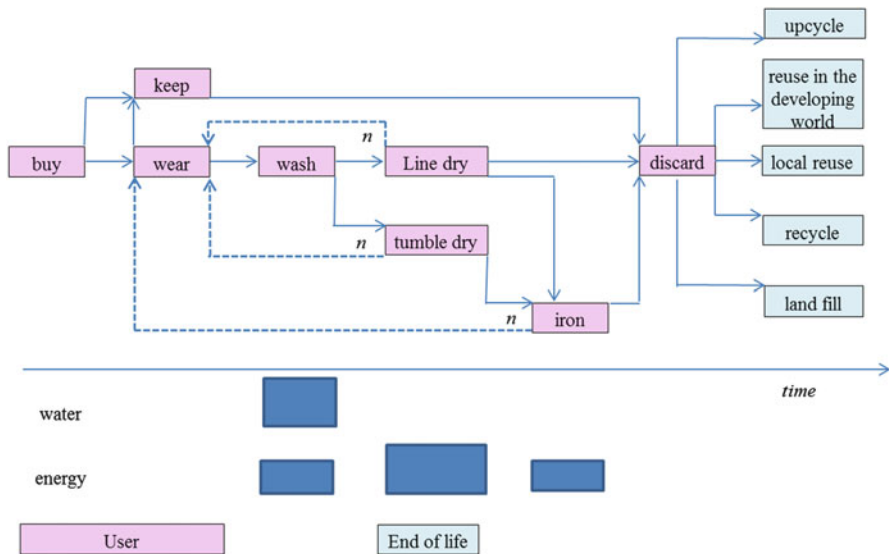 upcycle
keep
reuse in the
developing
world
n
buy
wear
wash
Line dry
discard
local reuse
n
tumble dry
recycle
n
iron
land fill
time
water
energy
User
End of life